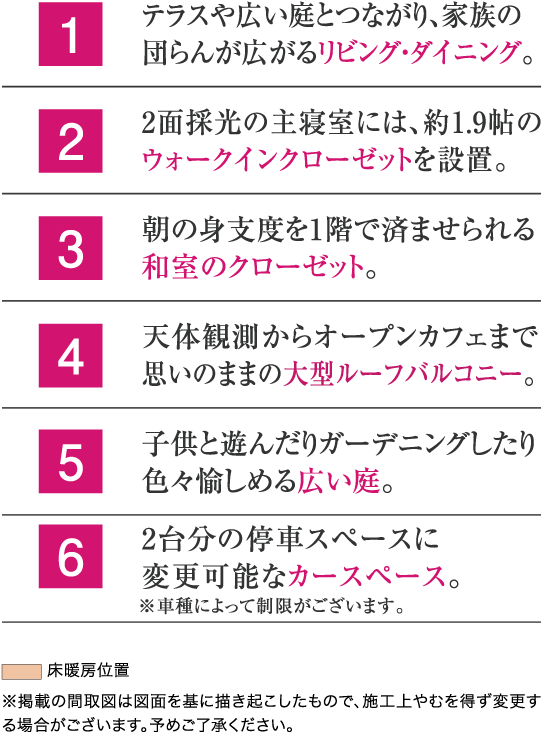 1
テラスや広い庭とつながり、家族の
団らんが広がるリビング・ダイニング。
2
2面採光の主寝室には、約1.9帖の
ウォークインクローゼットを設置。
3
朝の身支度を1階で済ませられる
和室のクローゼット。
4
天体観測からオープンカフェまで
思いのままの大型ルーフバルコニー。
5
子供と遊んだりガーデニングしたり
色々愉しめる広い庭。
6
2台分の停車スペースに
変更可能なカースペース。
※車種によって制限がございます。
床暖房位置
※掲載の間取図は図面を基に描き起こしたもので、施工上やむを得ず変更す
る場合がございます。予めご了承ください。